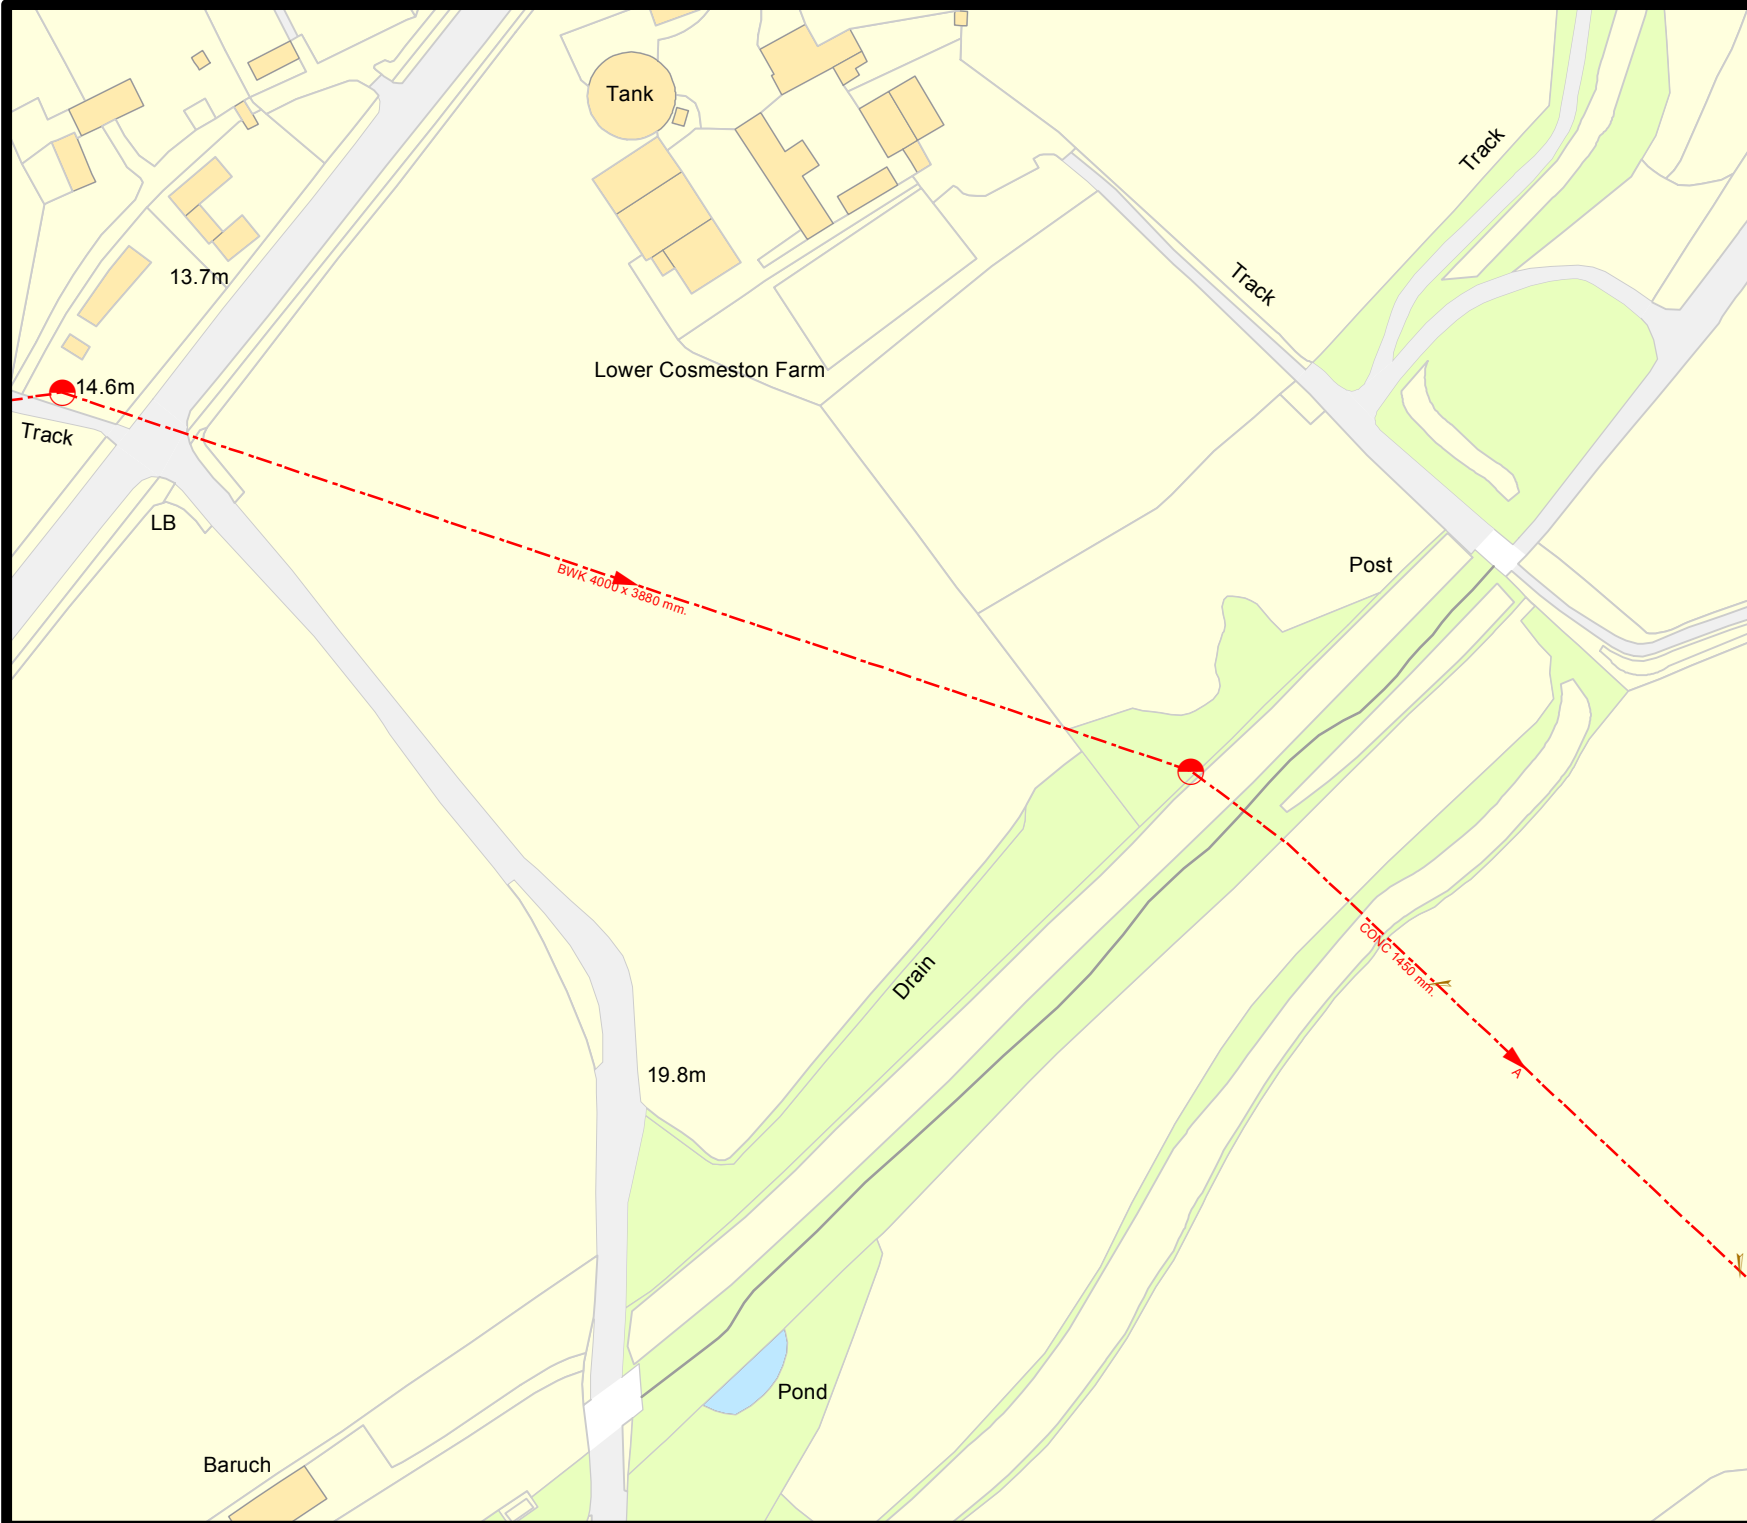 Tank
Track
Track
13.7m
Lower Cosmeston Farm
14.6m
Track
LB
Post
BWK 4000 x 3880 mm.
CONC 1450 mm.
Drain
A
19.8m
Pond
Baruch